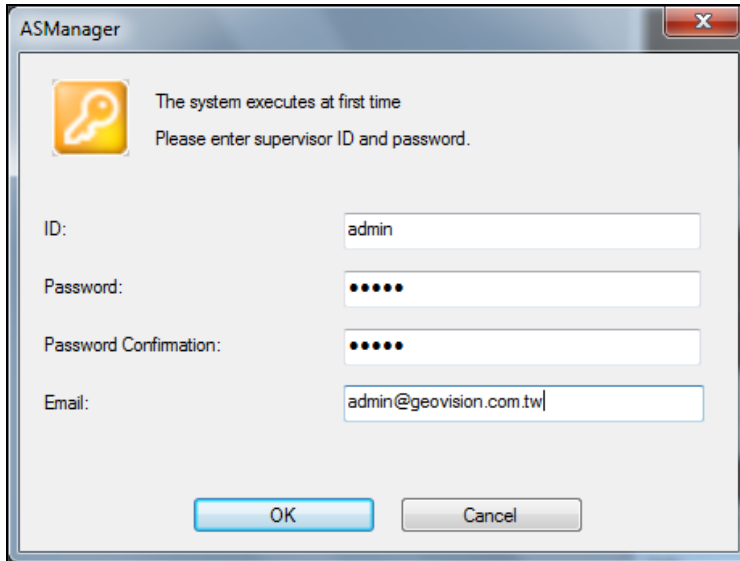 ASManager
The system executes at first time
Please enter supervisor ID and password.
ID: admin
Password: •••••
Password Confirmation: •••••
Email: admin@geovision.com.tw
OK Cancel